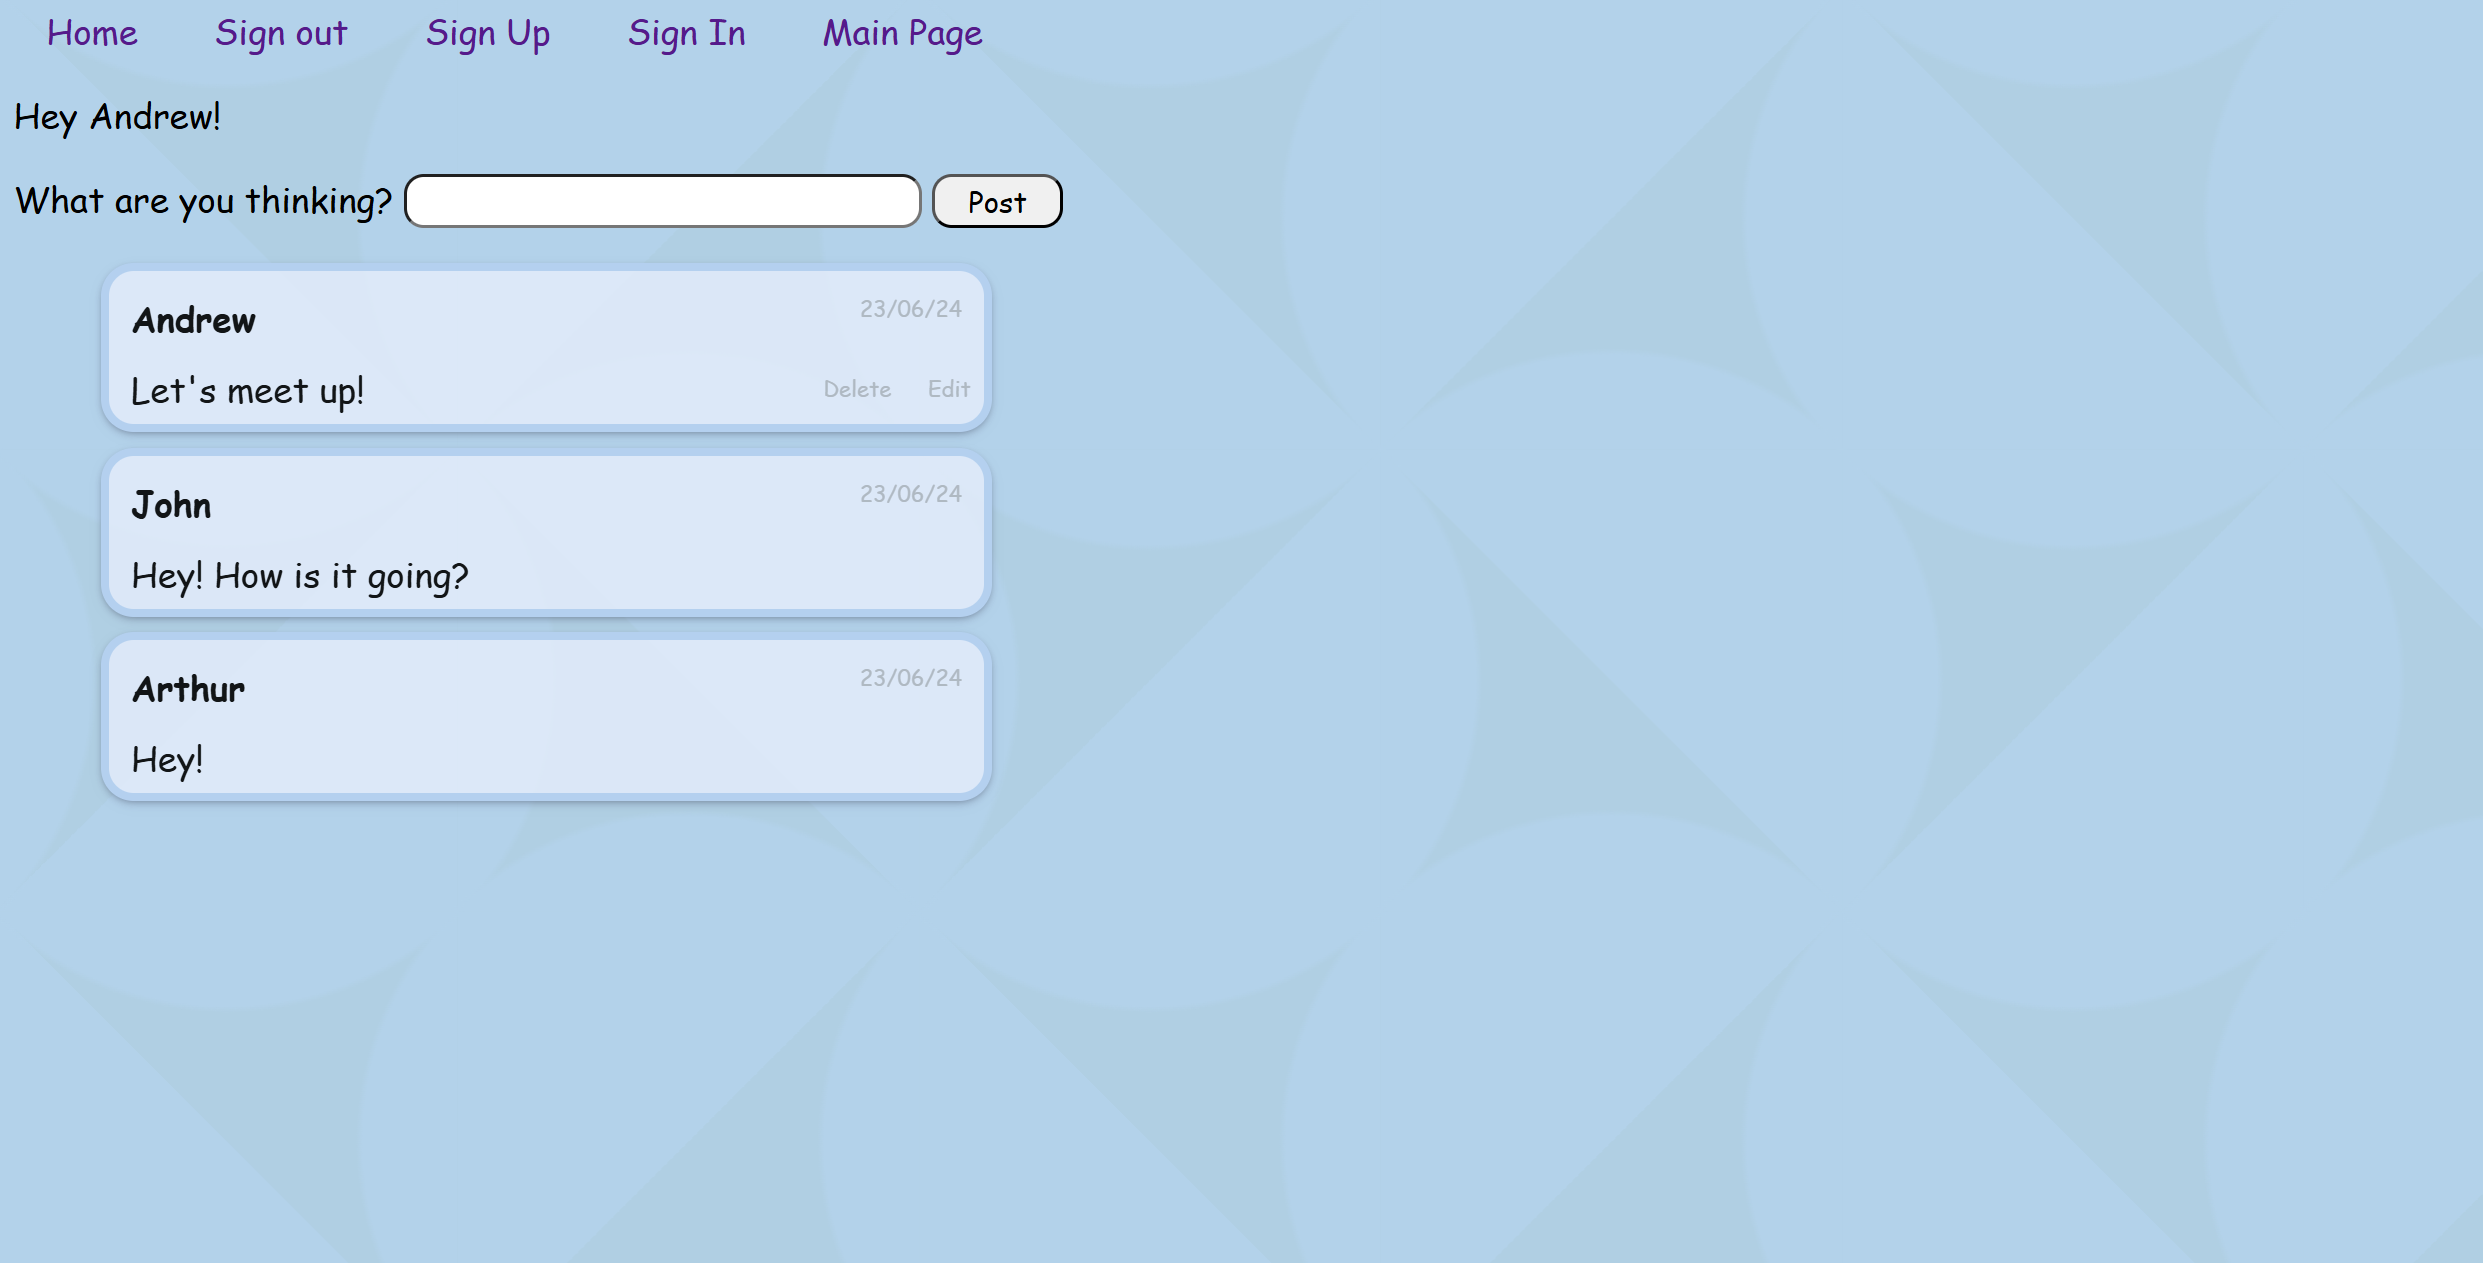 Home Sign out Sign Up Sign In Main Page
Hey Andrew!
What are you thinking? Post
Andrew 23/06/24
Let's meet up! Delete Edit
John 23/06/24
Hey! How is it going?
Arthur 23/06/24
Hey!